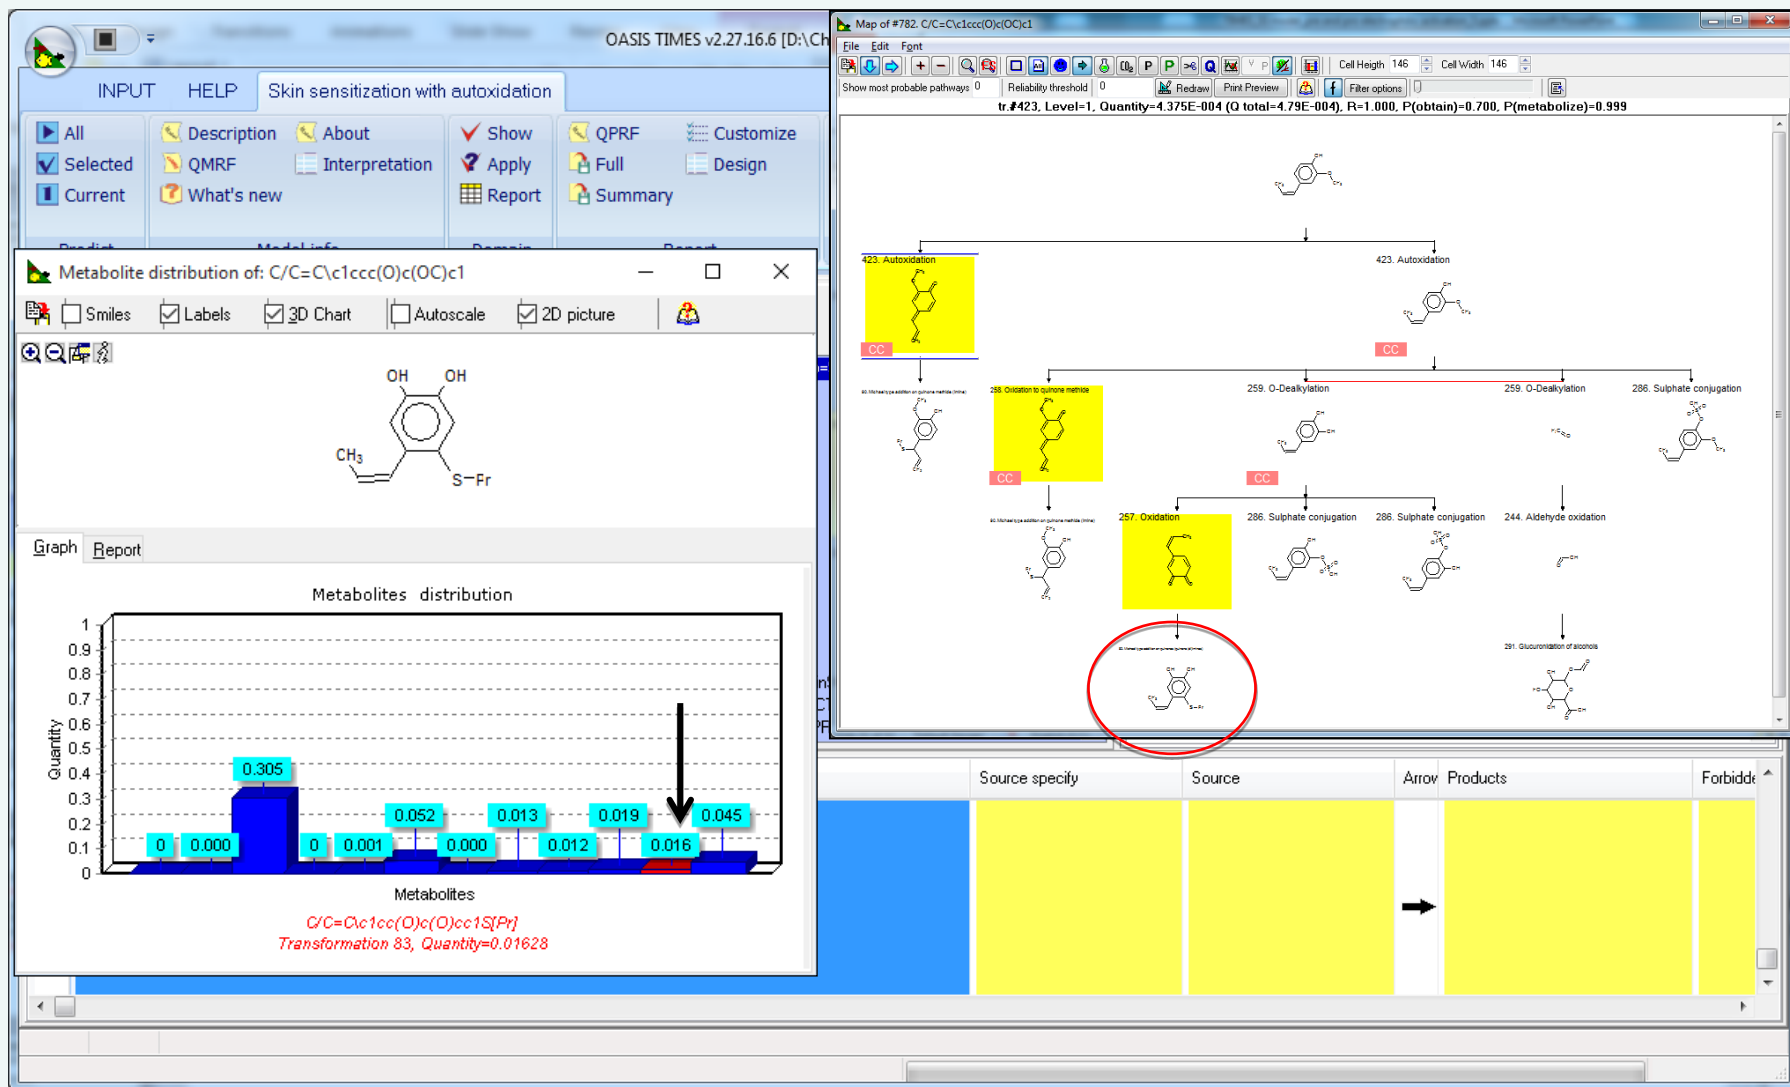 OASIS TIMES v2.27.16.6 [D:\Ch
INPUT
HELP
Skin sensitization with autoxidation
All
Selected
Current
Description
About
QMRF
Interpretation
What's new
Show
Apply
Report
QPRF
Customize
Full
Design
Summary
Predict
Model info
Domain
Report
Map of #782. C/C=C\c1ccc(O)c(OC)c1
File Edit Font
Cell Heigth 146
Cell Width 146
Show most probable pathways 0
Reliability threshold 0
Redraw
Print Preview
Filter options
tr.#423, Level=1, Quantity=4.375E-004 (Q total=4.79E-004), R=1.000, P(obtain)=0.700, P(metabolize)=0.999
423. Autoxidation
CC
423. Autoxidation
CC
258. Oxidation to quinone methide
CC
259. O-Dealkylation
CC
259. O-Dealkylation
286. Sulphate conjugation
257. Oxidation
286. Sulphate conjugation
286. Sulphate conjugation
244. Aldehyde oxidation
291. Glucuronidation of alcohols
Metabolite distribution of: C/C=C\c1ccc(O)c(OC)c1
Smiles
Labels
3D Chart
Autoscale
2D picture
OH OH
CH3
S–Pr
Graph
Report
Metabolites distribution
Quantity
1
0.9
0.8
0.7
0.6
0.5
0.4
0.3
0.2
0.1
0
0 0.000 0.305 0 0.001 0.052 0.000 0.013 0.012 0.019 0.016 0.045
Metabolites
C/C=C\c1cc(O)c(O)cc1S[Pr]
Transformation 83, Quantity=0.01628
Source specify
Source
Arrow
Products
Forbidde